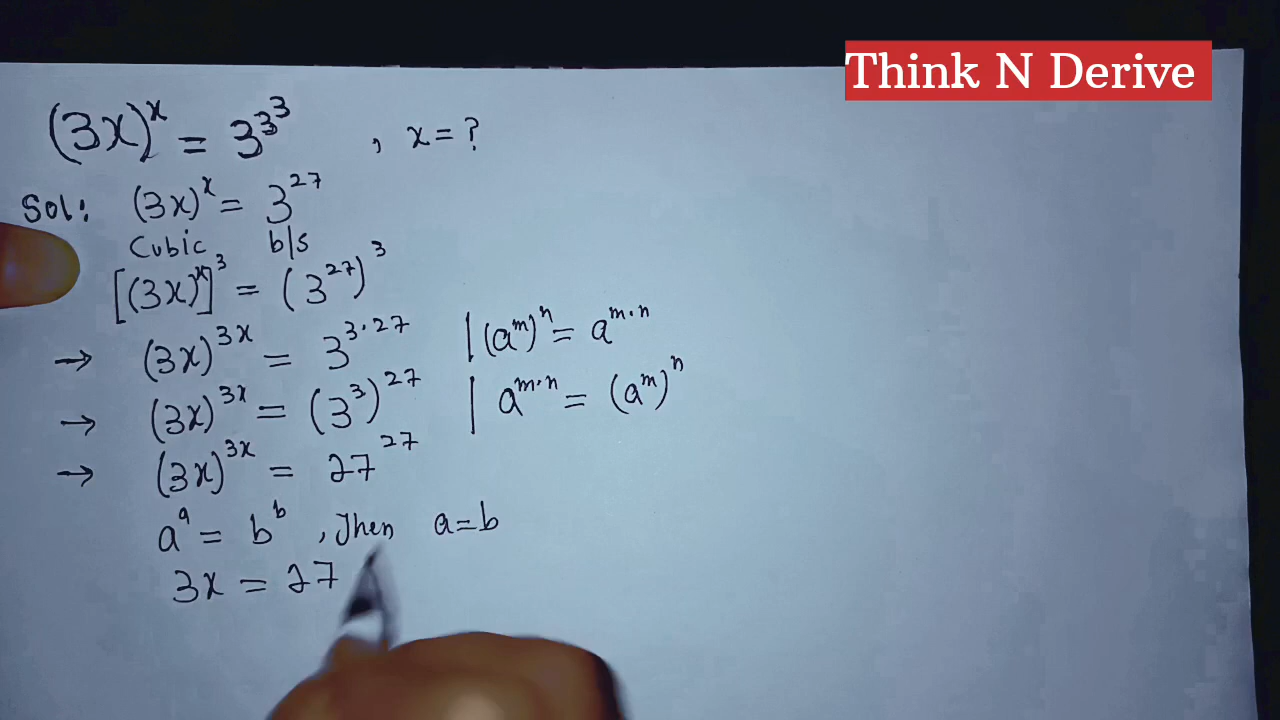 Think N Derive
(3x)^x = 3^3^3 , x = ?
Sol: (3x)^x = 3^27
Cubic b/s
[(3x)^x]^3 = (3^27)^3
→ (3x)^3x = 3^3·27 | (a^m)^n = a^m·n
→ (3x)^3x = (3^3)^27 | a^m·n = (a^m)^n
→ (3x)^3x = 27^27
a^a = b^b , Then a = b
3x = 27